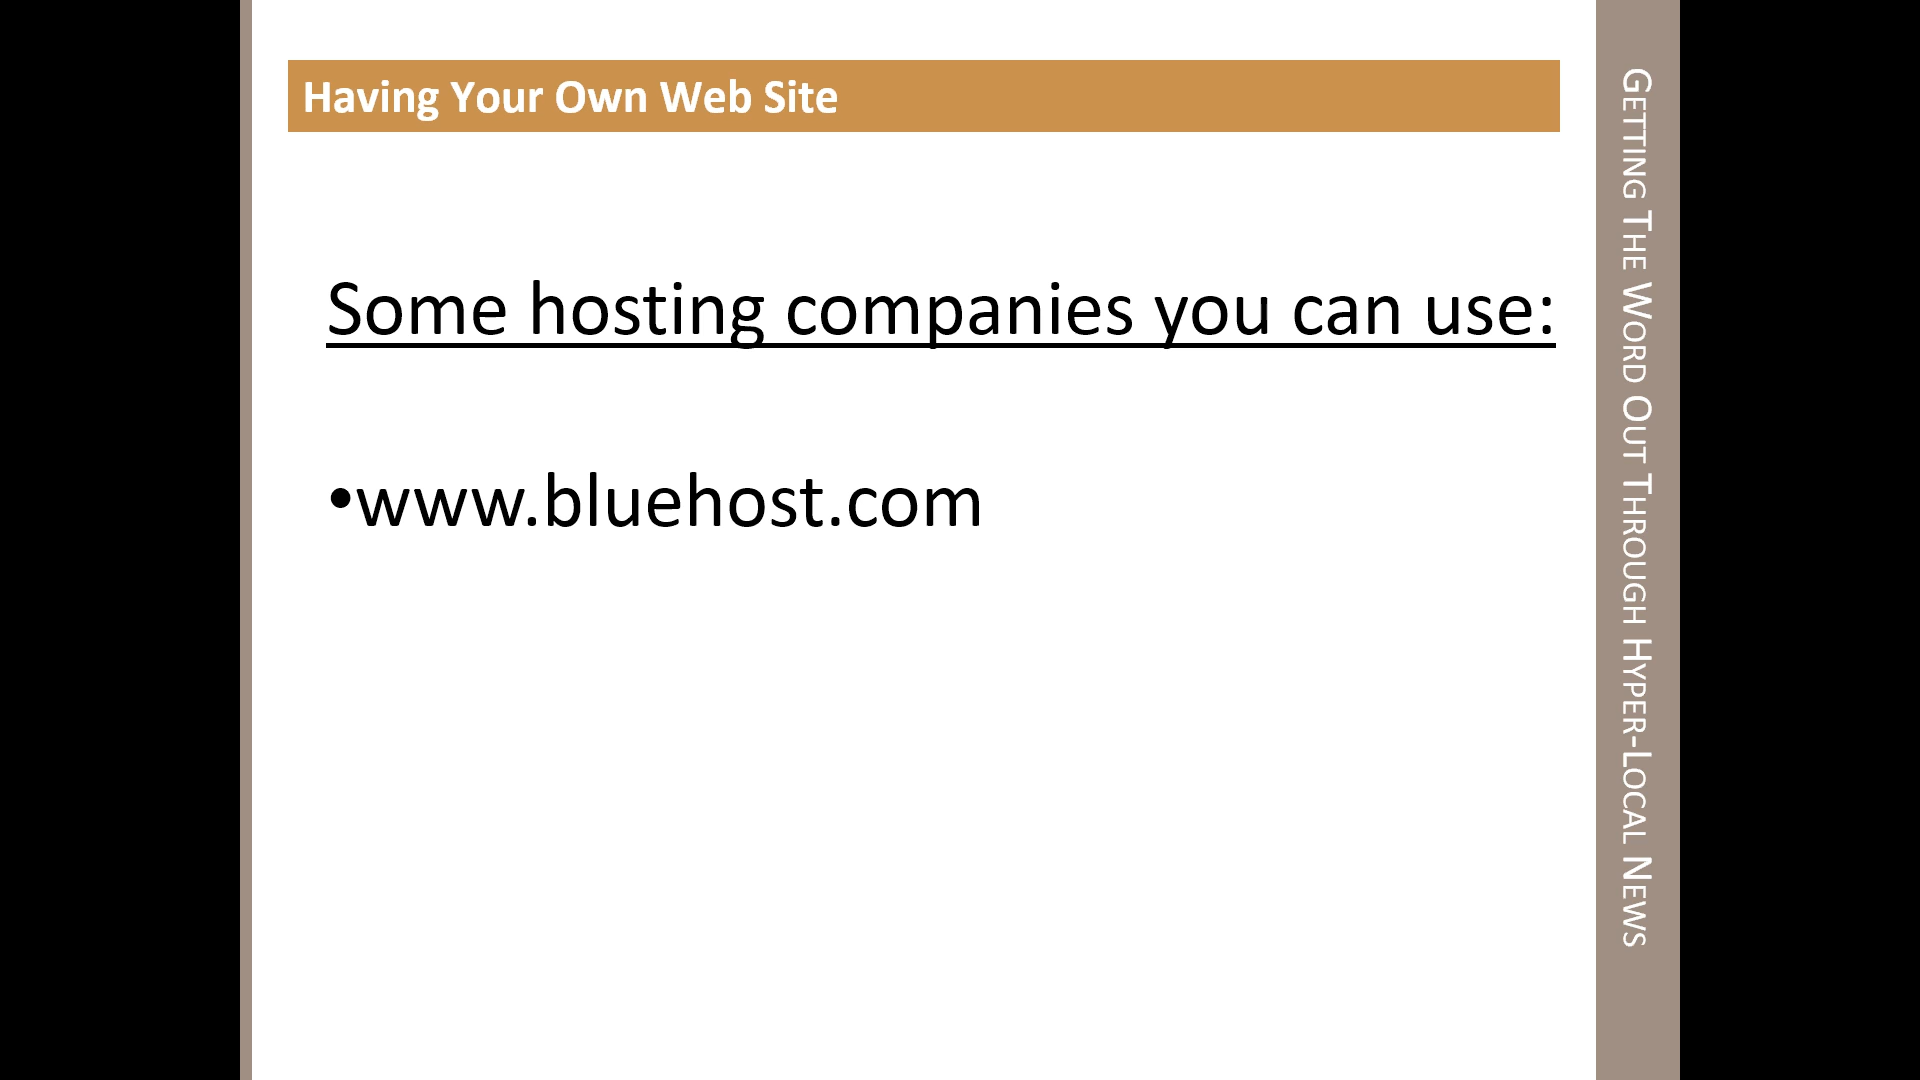 Having Your Own Web Site
Some hosting companies you can use:
•www.bluehost.com
Getting The Word Out Through Hyper-Local News